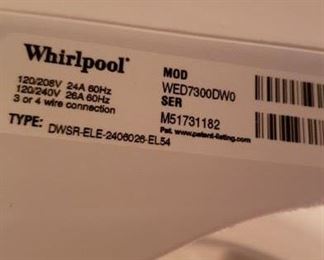 Whirlpool®
120/208V 24A 60Hz
120/240V 26A 60Hz
3 or 4 wire connection
MOD
WED7300DW0
SER
M51731182
Pat. www.patent-listing.com
TYPE: DWSR-ELE-2406026-EL54